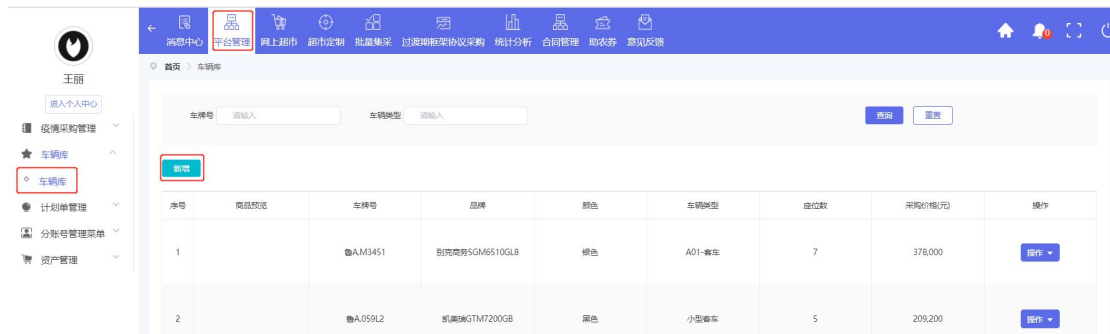 消息中心 平台管理 网上超市 超市定制 批量集采 过渡期框架协议采购 统计分析 合同管理 助农券 意见反馈
0
首页 > 车辆库
王丽
进入个人中心
疫情采购管理
车辆库
车辆库
计划单管理
分账号管理菜单
资产管理
车牌号 请输入 车辆类型 请输入 查询 重置
新增
序号 商品预览 车牌号 品牌 颜色 车辆类型 座位数 采购价格(元) 操作
1 鲁A.M3451 别克商务SGM6510GL8 银色 A01-客车 7 378,000 操作
2 鲁A.059L2 凯美瑞GTM7200GB 黑色 小型客车 5 209,200 操作